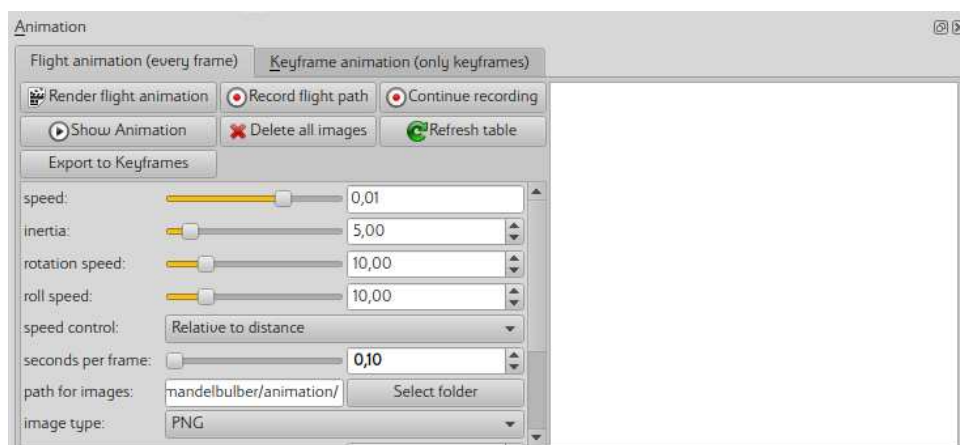 Animation
Flight animation (every frame) Keyframe animation (only keyframes)
Render flight animation Record flight path Continue recording
Show Animation Delete all images Refresh table
Export to Keyframes
speed: 0,01
inertia: 5,00
rotation speed: 10,00
roll speed: 10,00
speed control: Relative to distance
seconds per frame: 0,10
path for images: mandelbulber/animation/ Select folder
image type: PNG